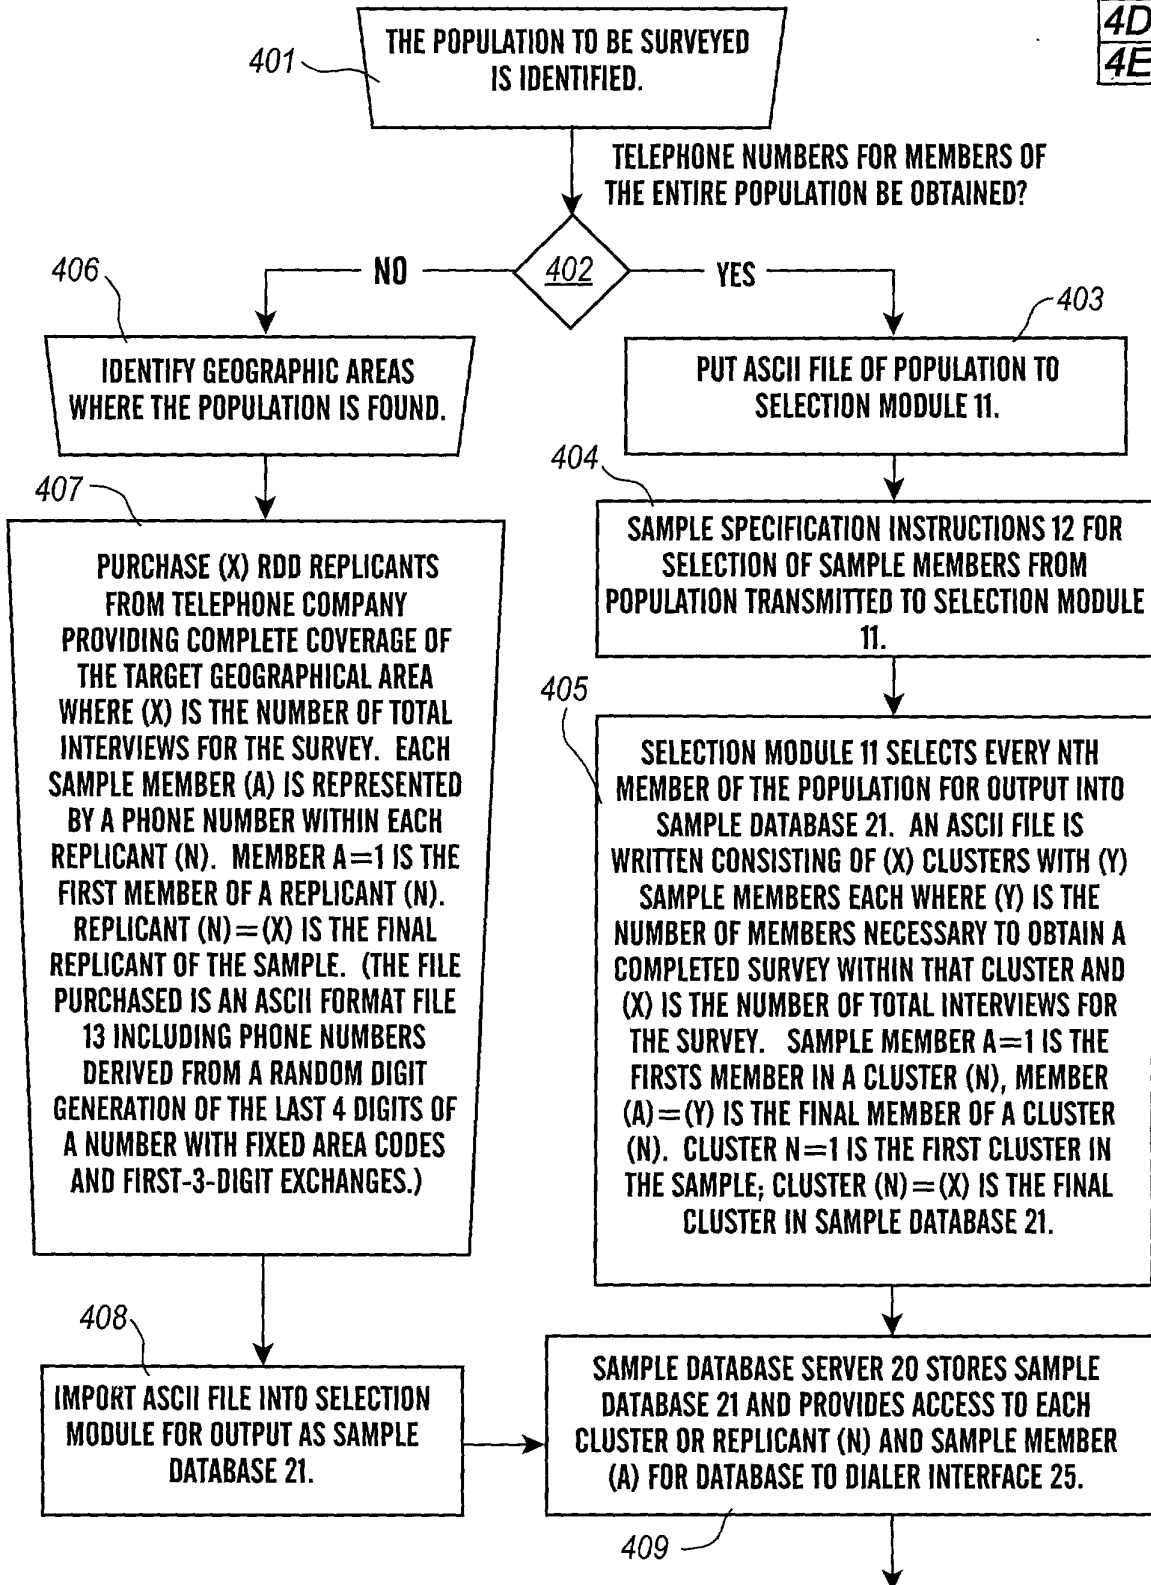 4D
4E
401
THE POPULATION TO BE SURVEYED
IS IDENTIFIED.
TELEPHONE NUMBERS FOR MEMBERS OF
THE ENTIRE POPULATION BE OBTAINED?
402
NO
YES
406
IDENTIFY GEOGRAPHIC AREAS
WHERE THE POPULATION IS FOUND.
403
PUT ASCII FILE OF POPULATION TO
SELECTION MODULE 11.
404
SAMPLE SPECIFICATION INSTRUCTIONS 12 FOR
SELECTION OF SAMPLE MEMBERS FROM
POPULATION TRANSMITTED TO SELECTION MODULE
11.
407
PURCHASE (X) RDD REPLICANTS
FROM TELEPHONE COMPANY
PROVIDING COMPLETE COVERAGE OF
THE TARGET GEOGRAPHICAL AREA
WHERE (X) IS THE NUMBER OF TOTAL
INTERVIEWS FOR THE SURVEY. EACH
SAMPLE MEMBER (A) IS REPRESENTED
BY A PHONE NUMBER WITHIN EACH
REPLICANT (N). MEMBER A=1 IS THE
FIRST MEMBER OF A REPLICANT (N).
REPLICANT (N)=(X) IS THE FINAL
REPLICANT OF THE SAMPLE. (THE FILE
PURCHASED IS AN ASCII FORMAT FILE
13 INCLUDING PHONE NUMBERS
DERIVED FROM A RANDOM DIGIT
GENERATION OF THE LAST 4 DIGITS OF
A NUMBER WITH FIXED AREA CODES
AND FIRST-3-DIGIT EXCHANGES.)
405
SELECTION MODULE 11 SELECTS EVERY NTH
MEMBER OF THE POPULATION FOR OUTPUT INTO
SAMPLE DATABASE 21. AN ASCII FILE IS
WRITTEN CONSISTING OF (X) CLUSTERS WITH (Y)
SAMPLE MEMBERS EACH WHERE (Y) IS THE
NUMBER OF MEMBERS NECESSARY TO OBTAIN A
COMPLETED SURVEY WITHIN THAT CLUSTER AND
(X) IS THE NUMBER OF TOTAL INTERVIEWS FOR
THE SURVEY. SAMPLE MEMBER A=1 IS THE
FIRSTS MEMBER IN A CLUSTER (N), MEMBER
(A)=(Y) IS THE FINAL MEMBER OF A CLUSTER
(N). CLUSTER N=1 IS THE FIRST CLUSTER IN
THE SAMPLE; CLUSTER (N)=(X) IS THE FINAL
CLUSTER IN SAMPLE DATABASE 21.
408
IMPORT ASCII FILE INTO SELECTION
MODULE FOR OUTPUT AS SAMPLE
DATABASE 21.
SAMPLE DATABASE SERVER 20 STORES SAMPLE
DATABASE 21 AND PROVIDES ACCESS TO EACH
CLUSTER OR REPLICANT (N) AND SAMPLE MEMBER
(A) FOR DATABASE TO DIALER INTERFACE 25.
409